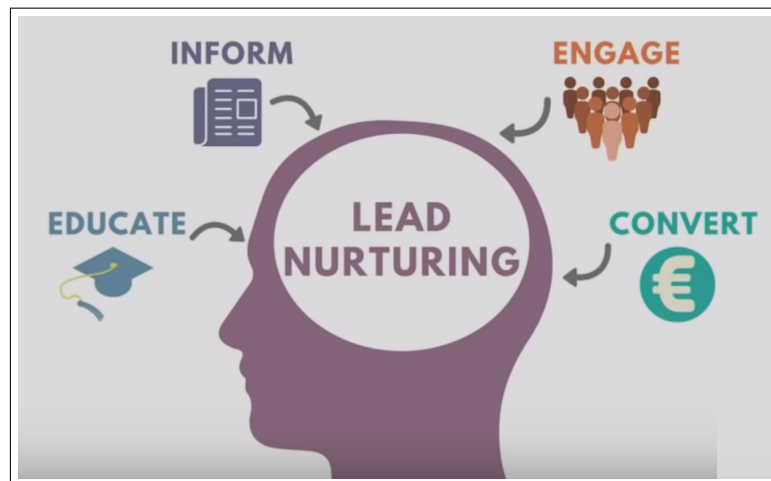 INFORM
ENGAGE
EDUCATE
LEAD
NURTURING
CONVERT
€